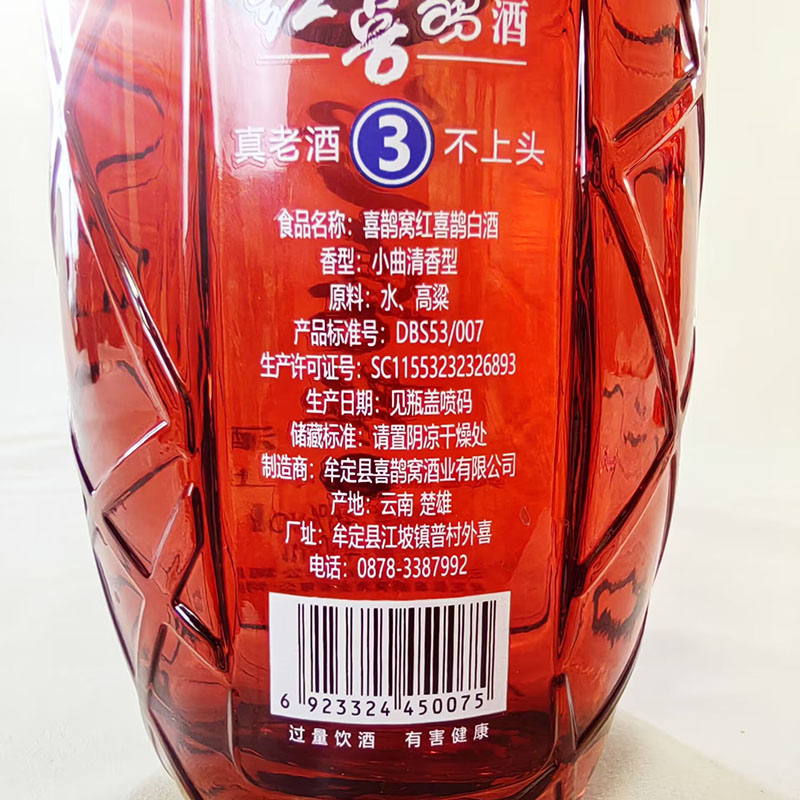 红喜鹊酒
真老酒 3 不上头
食品名称：喜鹊窝红喜鹊白酒
香型：小曲清香型
原料：水、高粱
产品标准号：DBS53/007
生产许可证号：SC11553232326893
生产日期：见瓶盖喷码
储藏标准：请置阴凉干燥处
制造商：牟定县喜鹊窝酒业有限公司
产地：云南 楚雄
厂址：牟定县江坡镇普村外喜
电话：0878-3387992
6 923324 450075
过量饮酒 有害健康